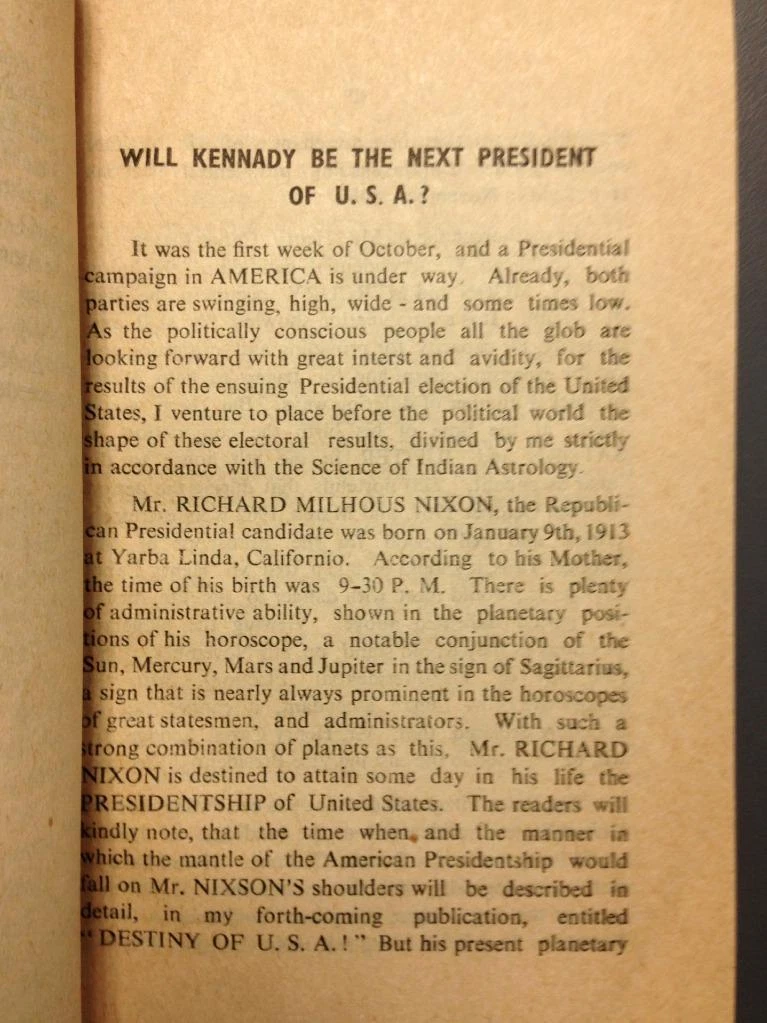 WILL KENNADY BE THE NEXT PRESIDENT
OF U. S. A.?
It was the first week of October, and a Presidential
campaign in AMERICA is under way. Already, both
parties are swinging, high, wide - and some times low.
As the politically conscious people all the glob are
looking forward with great interst and avidity, for the
results of the ensuing Presidential election of the United
States, I venture to place before the political world the
shape of these electoral results, divined by me strictly
in accordance with the Science of Indian Astrology.
Mr. RICHARD MILHOUS NIXON, the Republi-
can Presidential candidate was born on January 9th, 1913
at Yarba Linda, Californio. According to his Mother,
the time of his birth was 9-30 P. M. There is plenty
of administrative ability, shown in the planetary posi-
tions of his horoscope, a notable conjunction of the
Sun, Mercury, Mars and Jupiter in the sign of Sagittarius,
a sign that is nearly always prominent in the horoscopes
of great statesmen, and administrators. With such a
strong combination of planets as this, Mr. RICHARD
NIXON is destined to attain some day in his life the
PRESIDENTSHIP of United States. The readers will
kindly note, that the time when, and the manner in
which the mantle of the American Presidentship would
fall on Mr. NIXSON'S shoulders will be described in
detail, in my forth-coming publication, entitled
"DESTINY OF U. S. A.!" But his present planetary